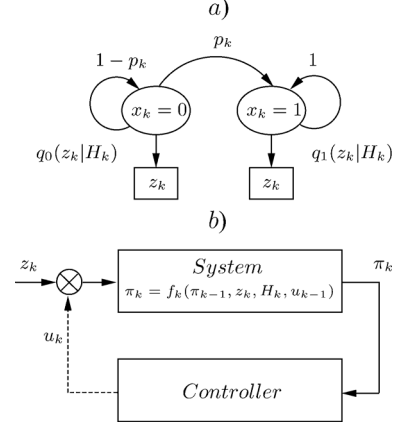 a)
p_k
1 − p_k
1
x_k = 0
x_k = 1
q_0(z_k|H_k)
q_1(z_k|H_k)
z_k
z_k
b)
z_k
System
π_k
π_k = f_k(π_{k−1}, z_k, H_k, u_{k−1})
u_k
Controller